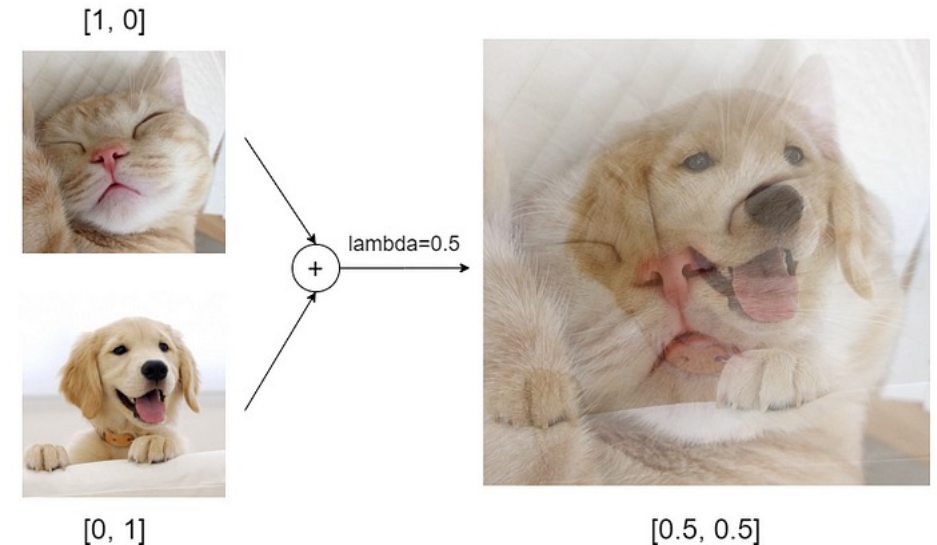 [1, 0]
lambda=0.5
+
[0, 1]
[0.5, 0.5]